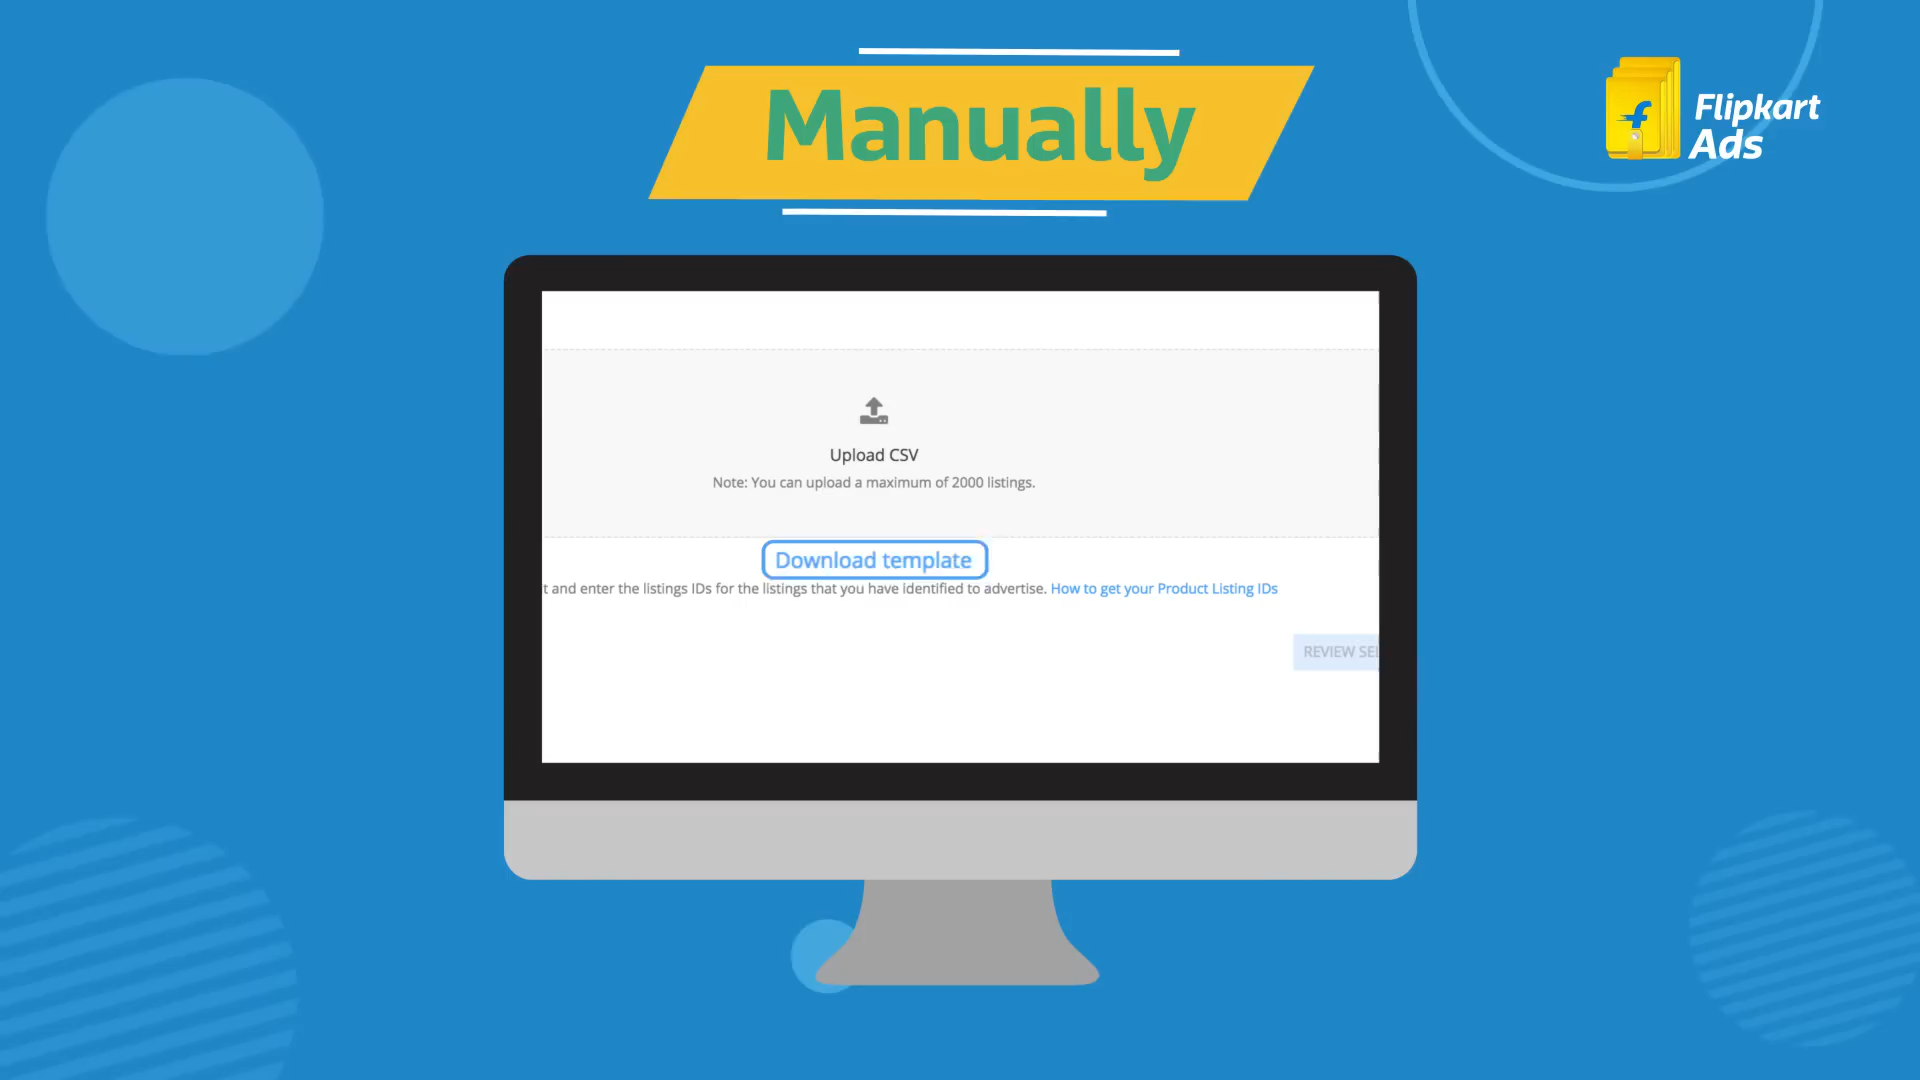 Manually
Flipkart
Ads
Upload CSV
Note: You can upload a maximum of 2000 listings.
Download template
t and enter the listings IDs for the listings that you have identified to advertise. How to get your Product Listing IDs
REVIEW SE